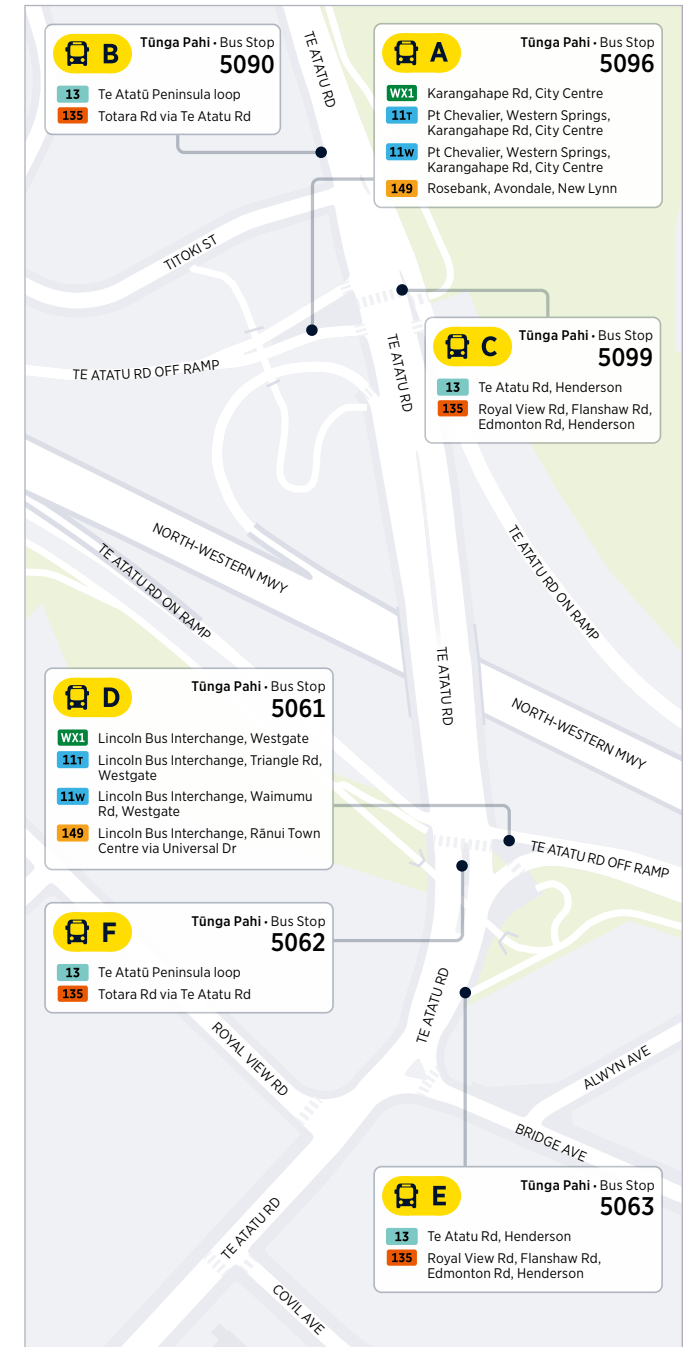 B
Tūnga Pahi • Bus Stop
5090
13 Te Atatū Peninsula loop
135 Totara Rd via Te Atatu Rd
TE ATATU RD
A
Tūnga Pahi • Bus Stop
5096
WX1 Karangahape Rd, City Centre
11T Pt Chevalier, Western Springs,
Karangahape Rd, City Centre
11W Pt Chevalier, Western Springs,
Karangahape Rd, City Centre
149 Rosebank, Avondale, New Lynn
TITOKI ST
TE ATATU RD OFF RAMP
TE ATATU RD
C
Tūnga Pahi • Bus Stop
5099
13 Te Atatu Rd, Henderson
135 Royal View Rd, Flanshaw Rd,
Edmonton Rd, Henderson
NORTH-WESTERN MWY
TE ATATU RD ON RAMP
TE ATATU RD ON RAMP
TE ATATU RD
NORTH-WESTERN MWY
D
Tūnga Pahi • Bus Stop
5061
WX1 Lincoln Bus Interchange, Westgate
11T Lincoln Bus Interchange, Triangle Rd,
Westgate
11W Lincoln Bus Interchange, Waimumu
Rd, Westgate
149 Lincoln Bus Interchange, Rānui Town
Centre via Universal Dr
TE ATATU RD OFF RAMP
F
Tūnga Pahi • Bus Stop
5062
13 Te Atatū Peninsula loop
135 Totara Rd via Te Atatu Rd
TE ATATU RD
ROYAL VIEW RD
ALWYN AVE
BRIDGE AVE
E
Tūnga Pahi • Bus Stop
5063
13 Te Atatu Rd, Henderson
135 Royal View Rd, Flanshaw Rd,
Edmonton Rd, Henderson
TE ATATU RD
COVIL AVE